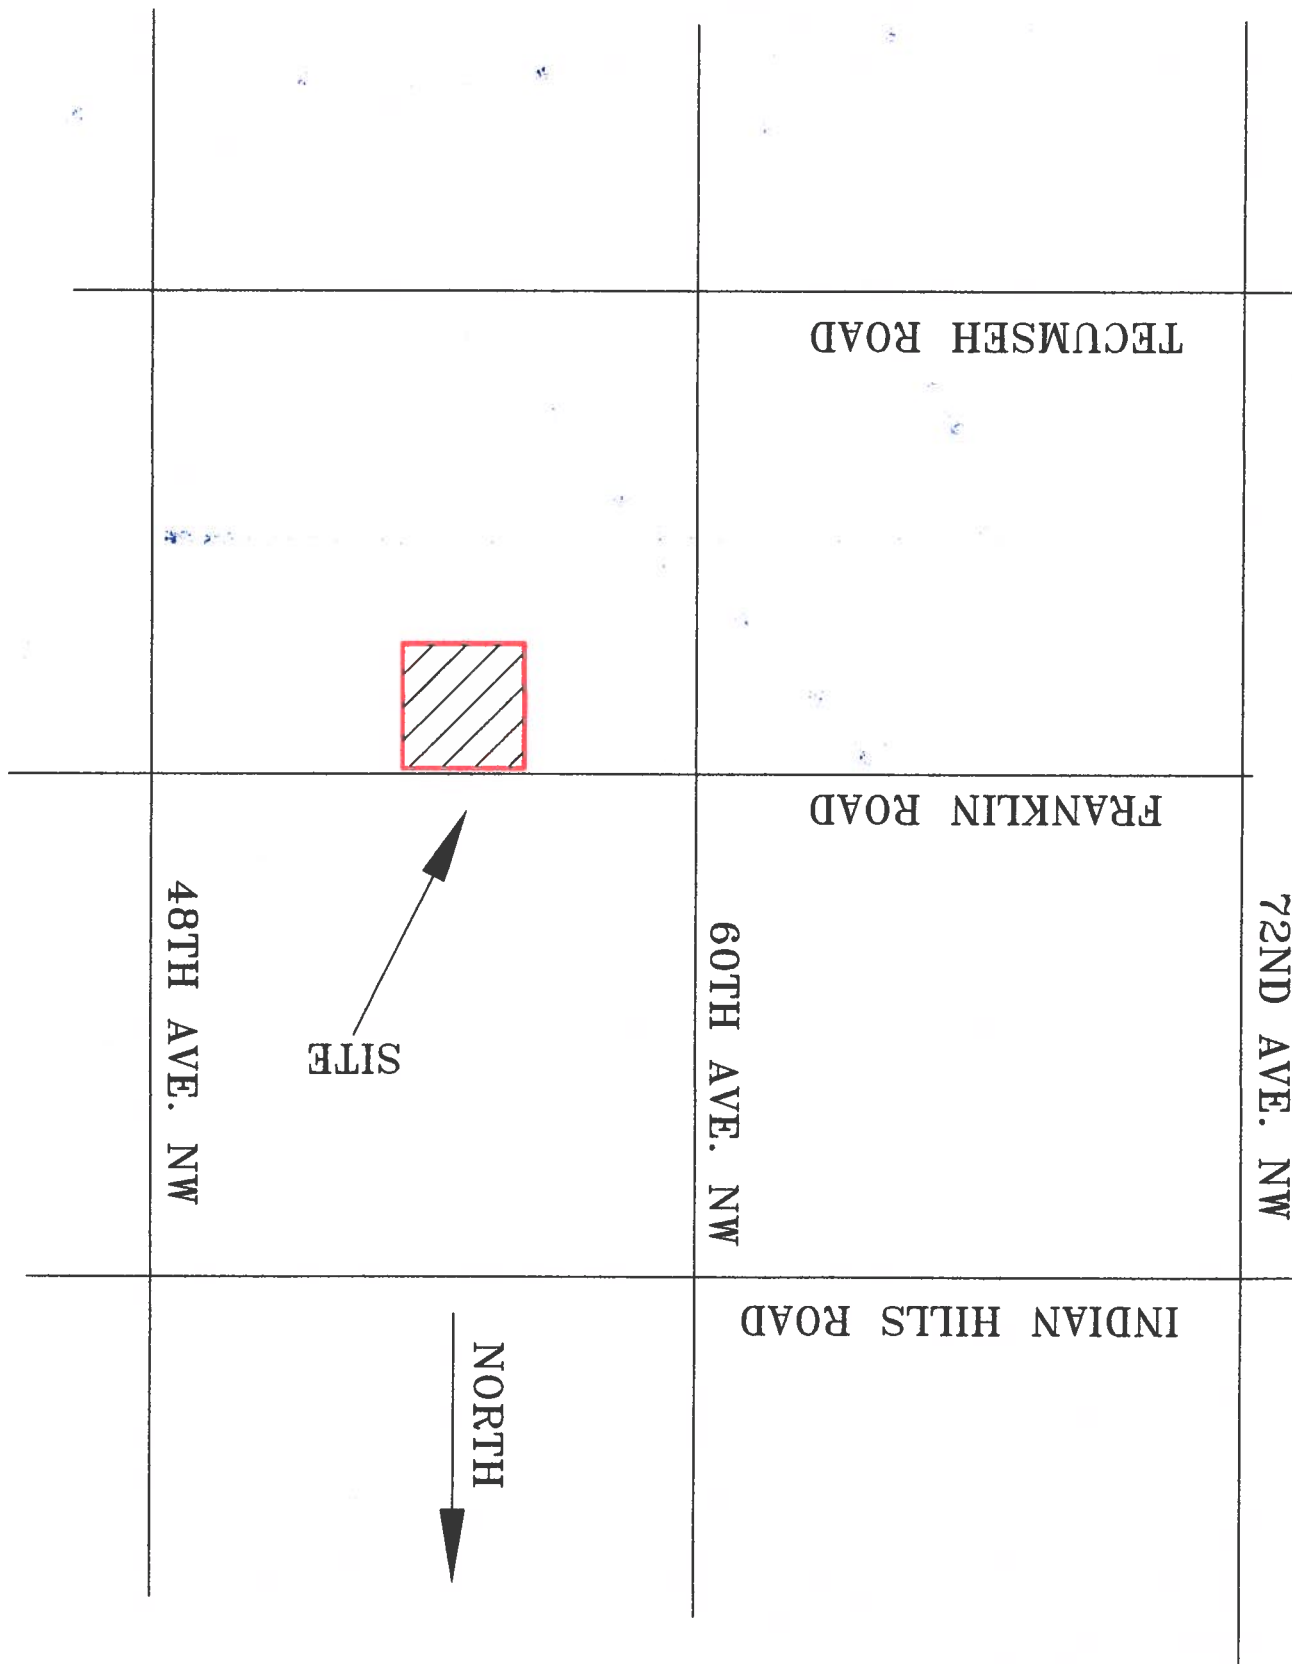 INDIAN HILLS ROAD
NORTH
72ND AVE. NW
60TH AVE. NW
48TH AVE. NW
SITE
FRANKLIN ROAD
TECUMSEH ROAD